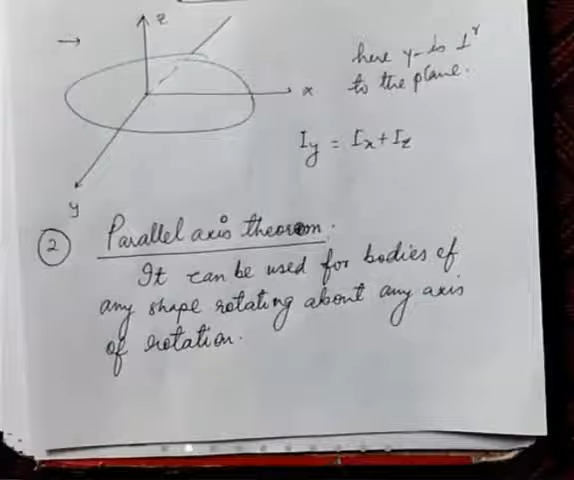 z
x
y
here y- is ⊥r
to the plane.
Iy = Ix + Iz
2 Parallel axis theorem.
It can be used for bodies of
any shape rotating about any axis
of rotation.